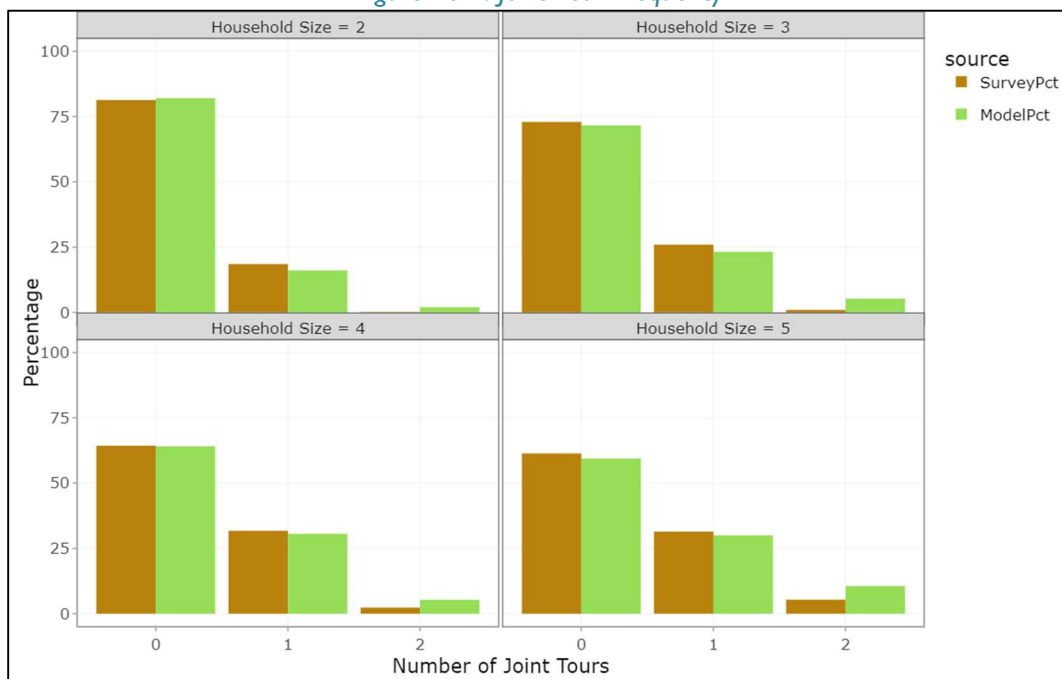 Household Size = 2
Household Size = 3
100
75
50
25
0
source
SurveyPct
ModelPct
Percentage
Household Size = 4
Household Size = 5
100
75
50
25
0
0
1
2
0
1
2
Number of Joint Tours